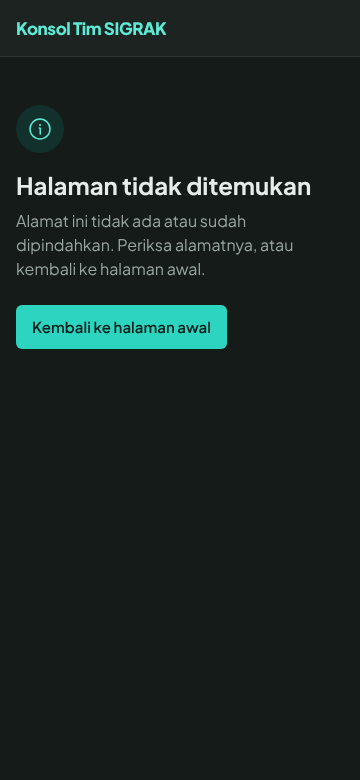 Konsol Tim SIGRAK
Halaman tidak ditemukan
Alamat ini tidak ada atau sudah
dipindahkan. Periksa alamatnya, atau
kembali ke halaman awal.
Kembali ke halaman awal